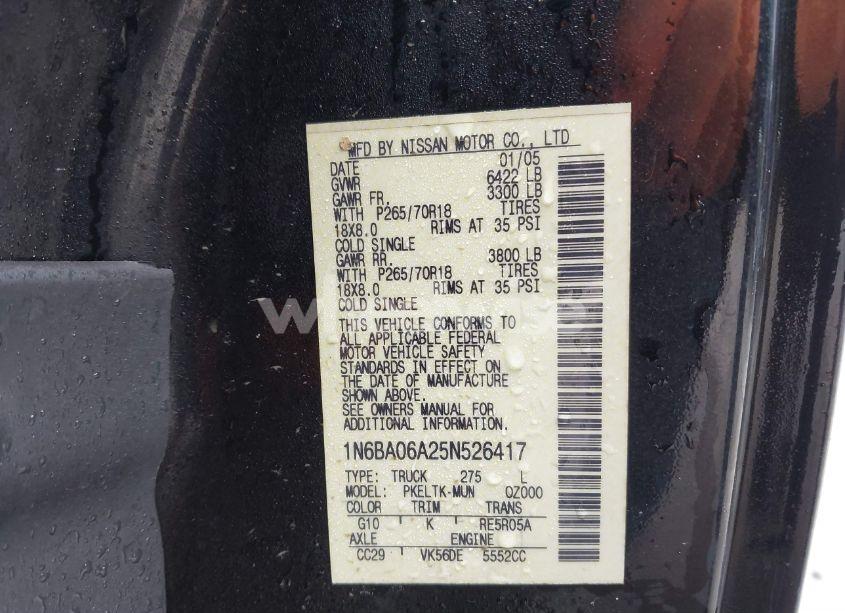 MFD BY NISSAN MOTOR CO., LTD
DATE 01/05
GVWR 6422 LB
GAWR FR. 3300 LB
WITH P265/70R18 TIRES
18X8.0 RIMS AT 35 PSI
COLD SINGLE
GAWR RR. 3800 LB
WITH P265/70R18 TIRES
18X8.0 RIMS AT 35 PSI
COLD SINGLE
THIS VEHICLE CONFORMS TO
ALL APPLICABLE FEDERAL
MOTOR VEHICLE SAFETY
STANDARDS IN EFFECT ON
THE DATE OF MANUFACTURE
SHOWN ABOVE.
SEE OWNERS MANUAL FOR
ADDITIONAL INFORMATION.
1N6BA06A25N526417
TYPE: TRUCK 275 L
MODEL: PKELTK-MUN QZ000
COLOR TRIM TRANS
G10 K RE5R05A
AXLE ENGINE
CC29 VK56DE 5552CC